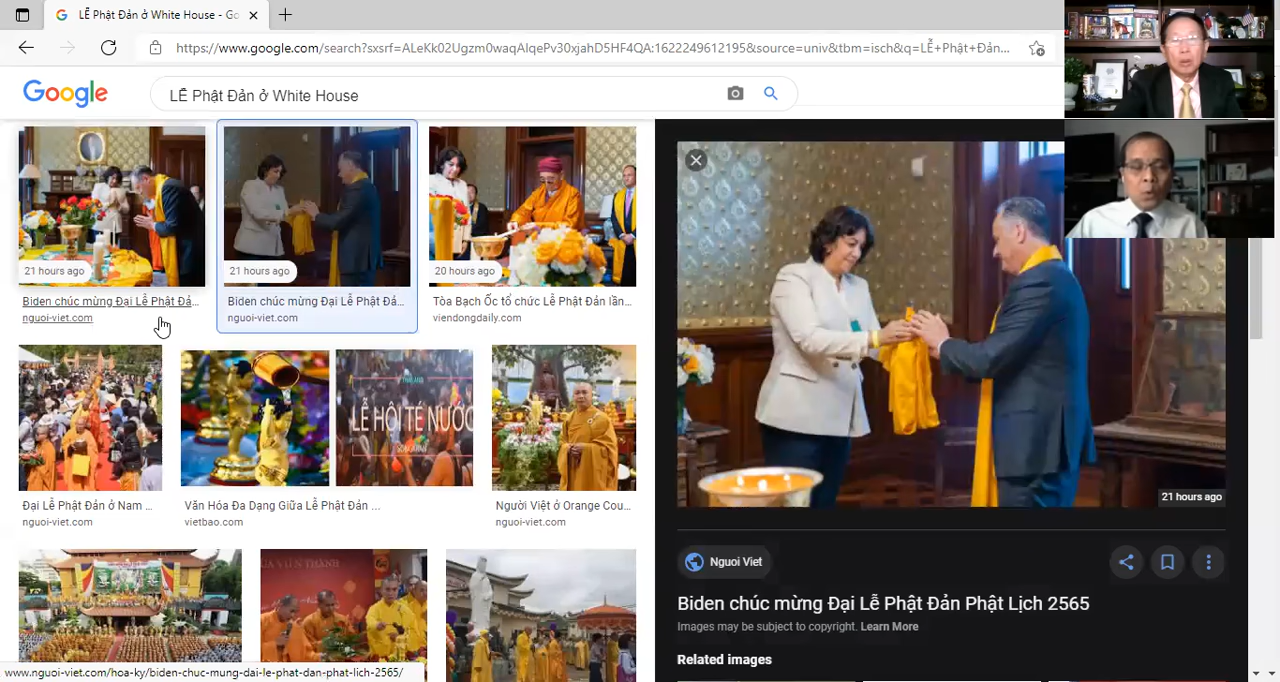 LỄ Phật Đản ở White House - Go
https://www.google.com/search?sxsrf=ALeKk02Ugzm0waqAIqePv30xjahD5HF4QA:1622249612195&source=univ&tbm=isch&q=LỄ+Phật+Đản...
Google
LỄ Phật Đản ở White House
21 hours ago
21 hours ago
20 hours ago
Biden chúc mừng Đại Lễ Phật Đả...
nguoi-viet.com
Biden chúc mừng Đại Lễ Phật Đả...
nguoi-viet.com
Tòa Bạch Ốc tổ chức Lễ Phật Đản lần...
viendongdaily.com
LỄ HỘI TÉ NƯỚC
Đại Lễ Phật Đản ở Nam ...
nguoi-viet.com
Văn Hóa Đa Dạng Giữa Lễ Phật Đản ...
vietbao.com
Người Việt ở Orange Cou...
nguoi-viet.com
www.nguoi-viet.com/hoa-ky/biden-chuc-mung-dai-le-phat-dan-phat-lich-2565/
21 hours ago
Nguoi Viet
Biden chúc mừng Đại Lễ Phật Đản Phật Lịch 2565
Images may be subject to copyright. Learn More
Related images